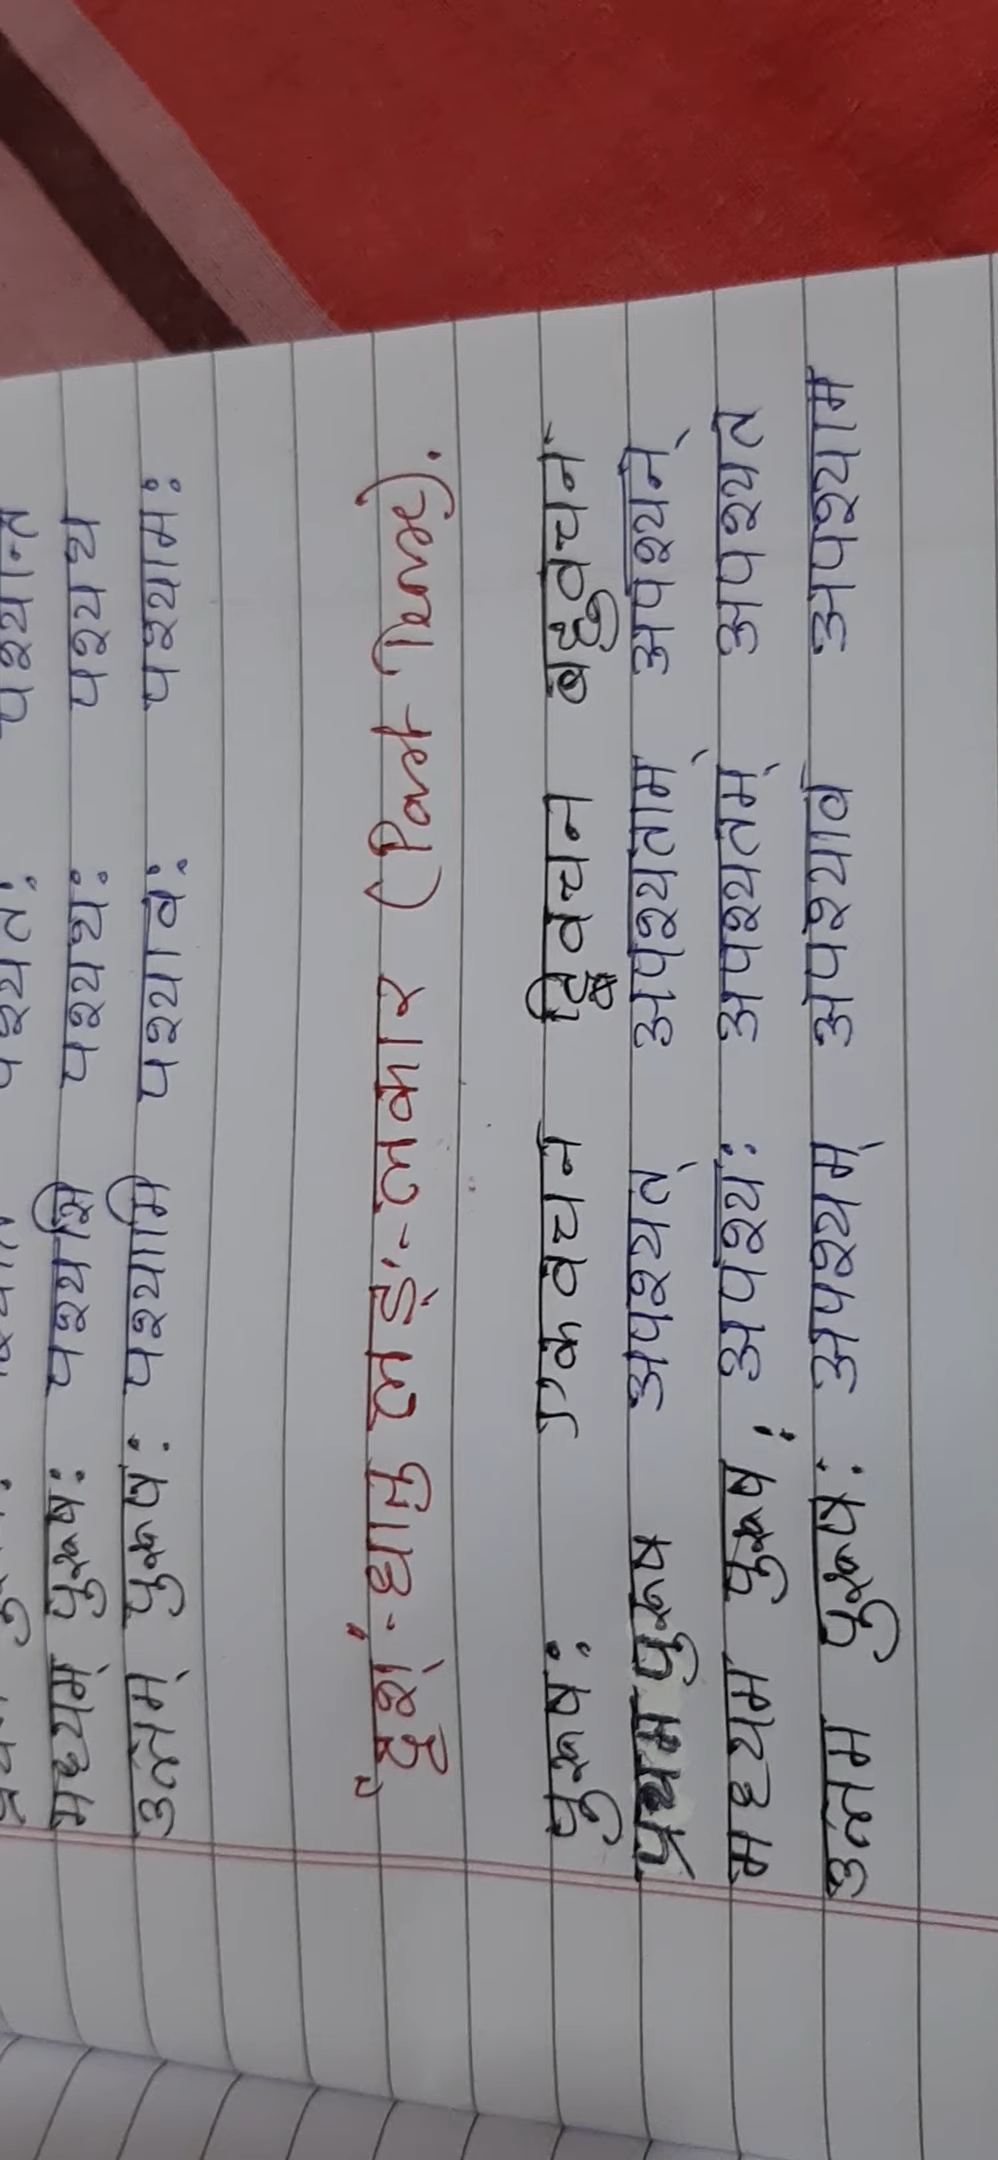 मध्यम् पुरूषः पश्यसि पश्यथः पश्यथ
उत्तम् पुरूषः पश्यामि पश्यावः पश्यामः
"दृश्" धातु लङ्-लकार (Past Tense).
पुरूषः एकवचन द्विवचन बहुवचन
प्रथम पुरूष अपश्यत् अपश्यताम् अपश्यन्
मध्यम पुरूषः अपश्यः अपश्यतम् अपश्यत
उत्तम पुरूषः अपश्यम् अपश्याव अपश्याम